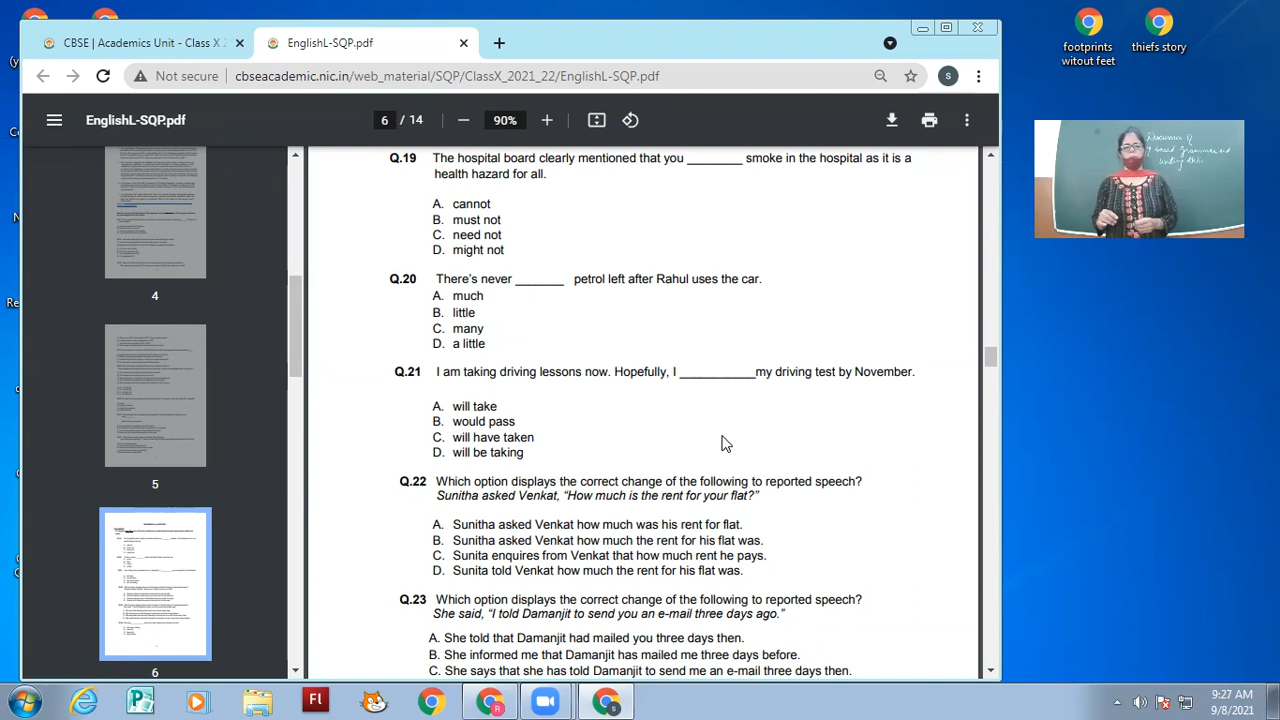 CBSE | Academics Unit - Class X
EnglishL-SQP.pdf
footprints
witout feet
thiefs story
Not secure
cbseacademic.nic.in/web_material/SQP/ClassX_2021_22/EnglishL-SQP.pdf
S
EnglishL-SQP.pdf
6 / 14
90%
Q.19 The hospital board clearly mentioned that you ________ smoke in the hospital as it is a
health hazard for all.
A. cannot
B. must not
C. need not
D. might not
Q.20 There's never _______ petrol left after Rahul uses the car.
A. much
B. little
C. many
D. a little
Q.21 I am taking driving lessons now. Hopefully, I ___________my driving test by November.
A. will take
B. would pass
C. will have taken
D. will be taking
Q.22 Which option displays the correct change of the following to reported speech?
Sunitha asked Venkat, “How much is the rent for your flat?”
A. Sunitha asked Venkat how much was his rent for flat.
B. Sunitha asked Venkat how much the rent for his flat was.
C. Sunita enquires from Venkat that how much rent he pays.
D. Sunita told Venkat how much the rent for his flat was.
Q.23 Which option displays the correct change of the following to reported speech?
She said, “I told Damanjit to send you an e-mail three days ago.”
A. She told that Damanjit had mailed you three days then.
B. She informed me that Damanjit has mailed me three days before.
C. She says that she has told Damanjit to send me an e-mail three days then.
4
5
6
Discussion of
based Grammar and
writing skills
9:27 AM
9/8/2021